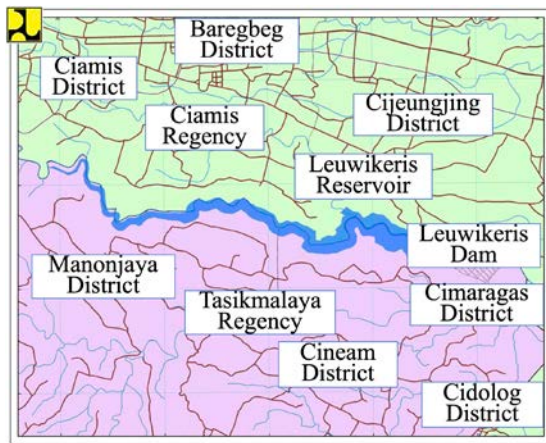 Baregbeg
District
Ciamis
District
Ciamis
Regency
Cijeungjing
District
Leuwikeris
Reservoir
Leuwikeris
Dam
Manonjaya
District
Tasikmalaya
Regency
Cimaragas
District
Cineam
District
Cidolog
District